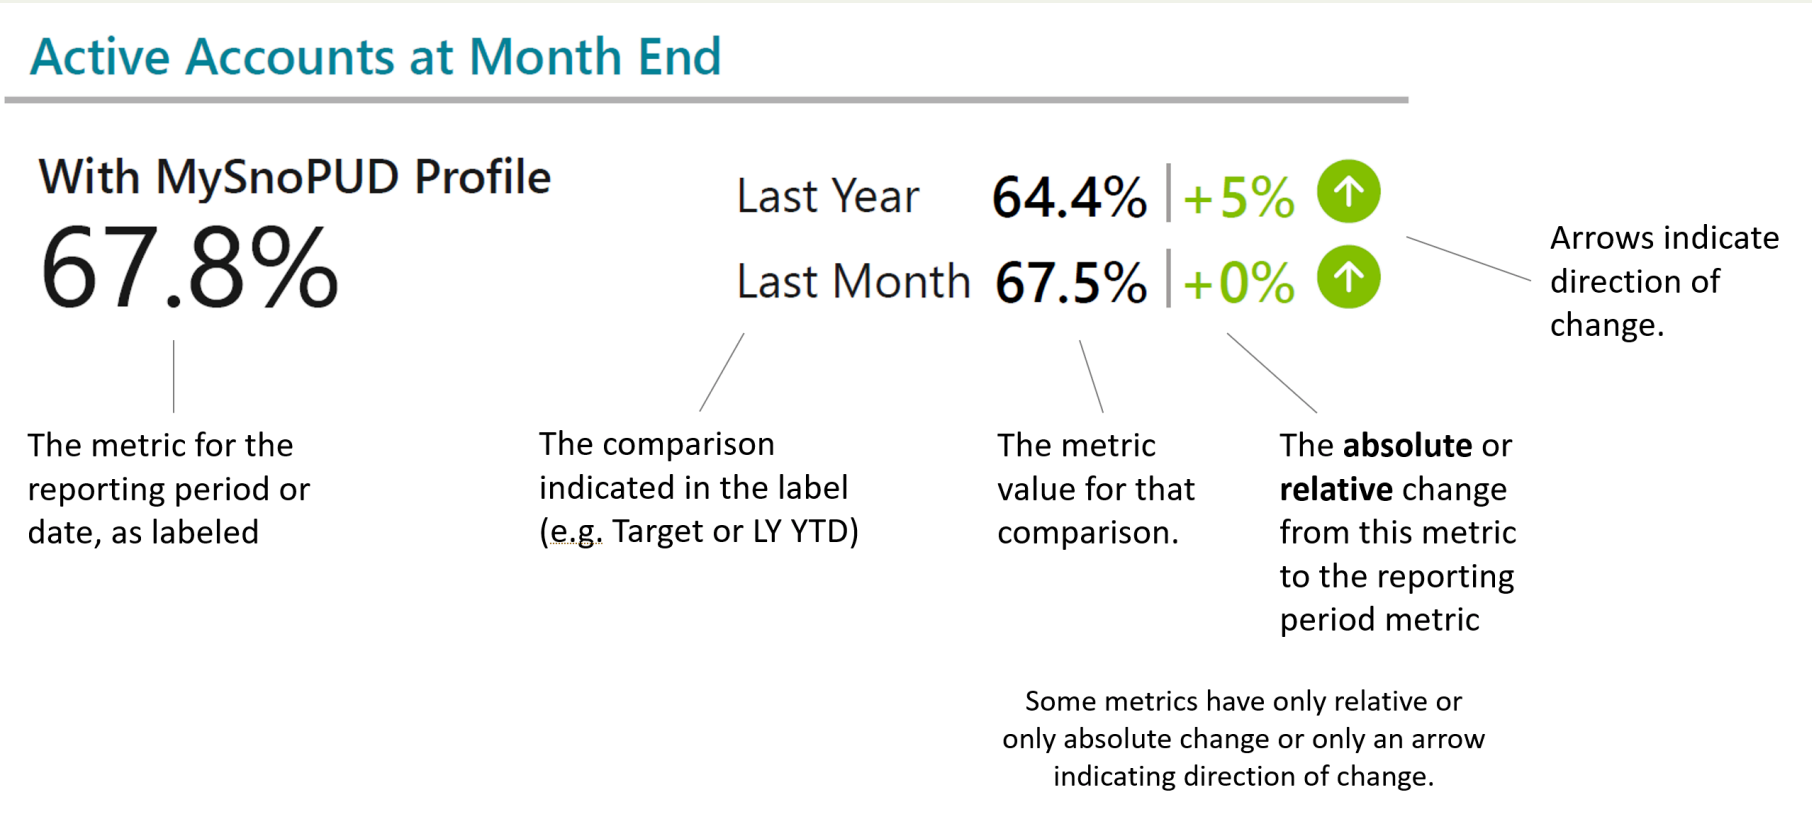 Active Accounts at Month End
With MySnoPUD Profile
67.8%
Last Year 64.4% +5%
Last Month 67.5% +0%
Arrows indicate
direction of
change.
The metric for the
reporting period or
date, as labeled
The comparison
indicated in the label
(e.g. Target or LY YTD)
The metric
value for that
comparison.
The absolute or
relative change
from this metric
to the reporting
period metric
Some metrics have only relative or
only absolute change or only an arrow
indicating direction of change.